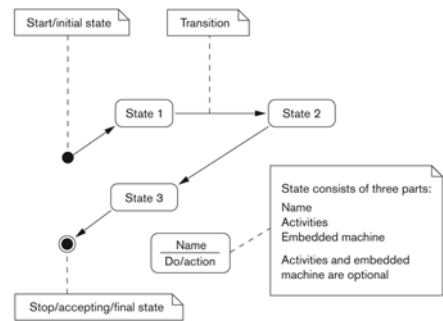 Start/initial state
Transition
State 1
State 2
State 3
State consists of three parts:
Name
Activities
Embedded machine
Activities and embedded
machine are optional
Name
Do/action
Stop/accepting/final state